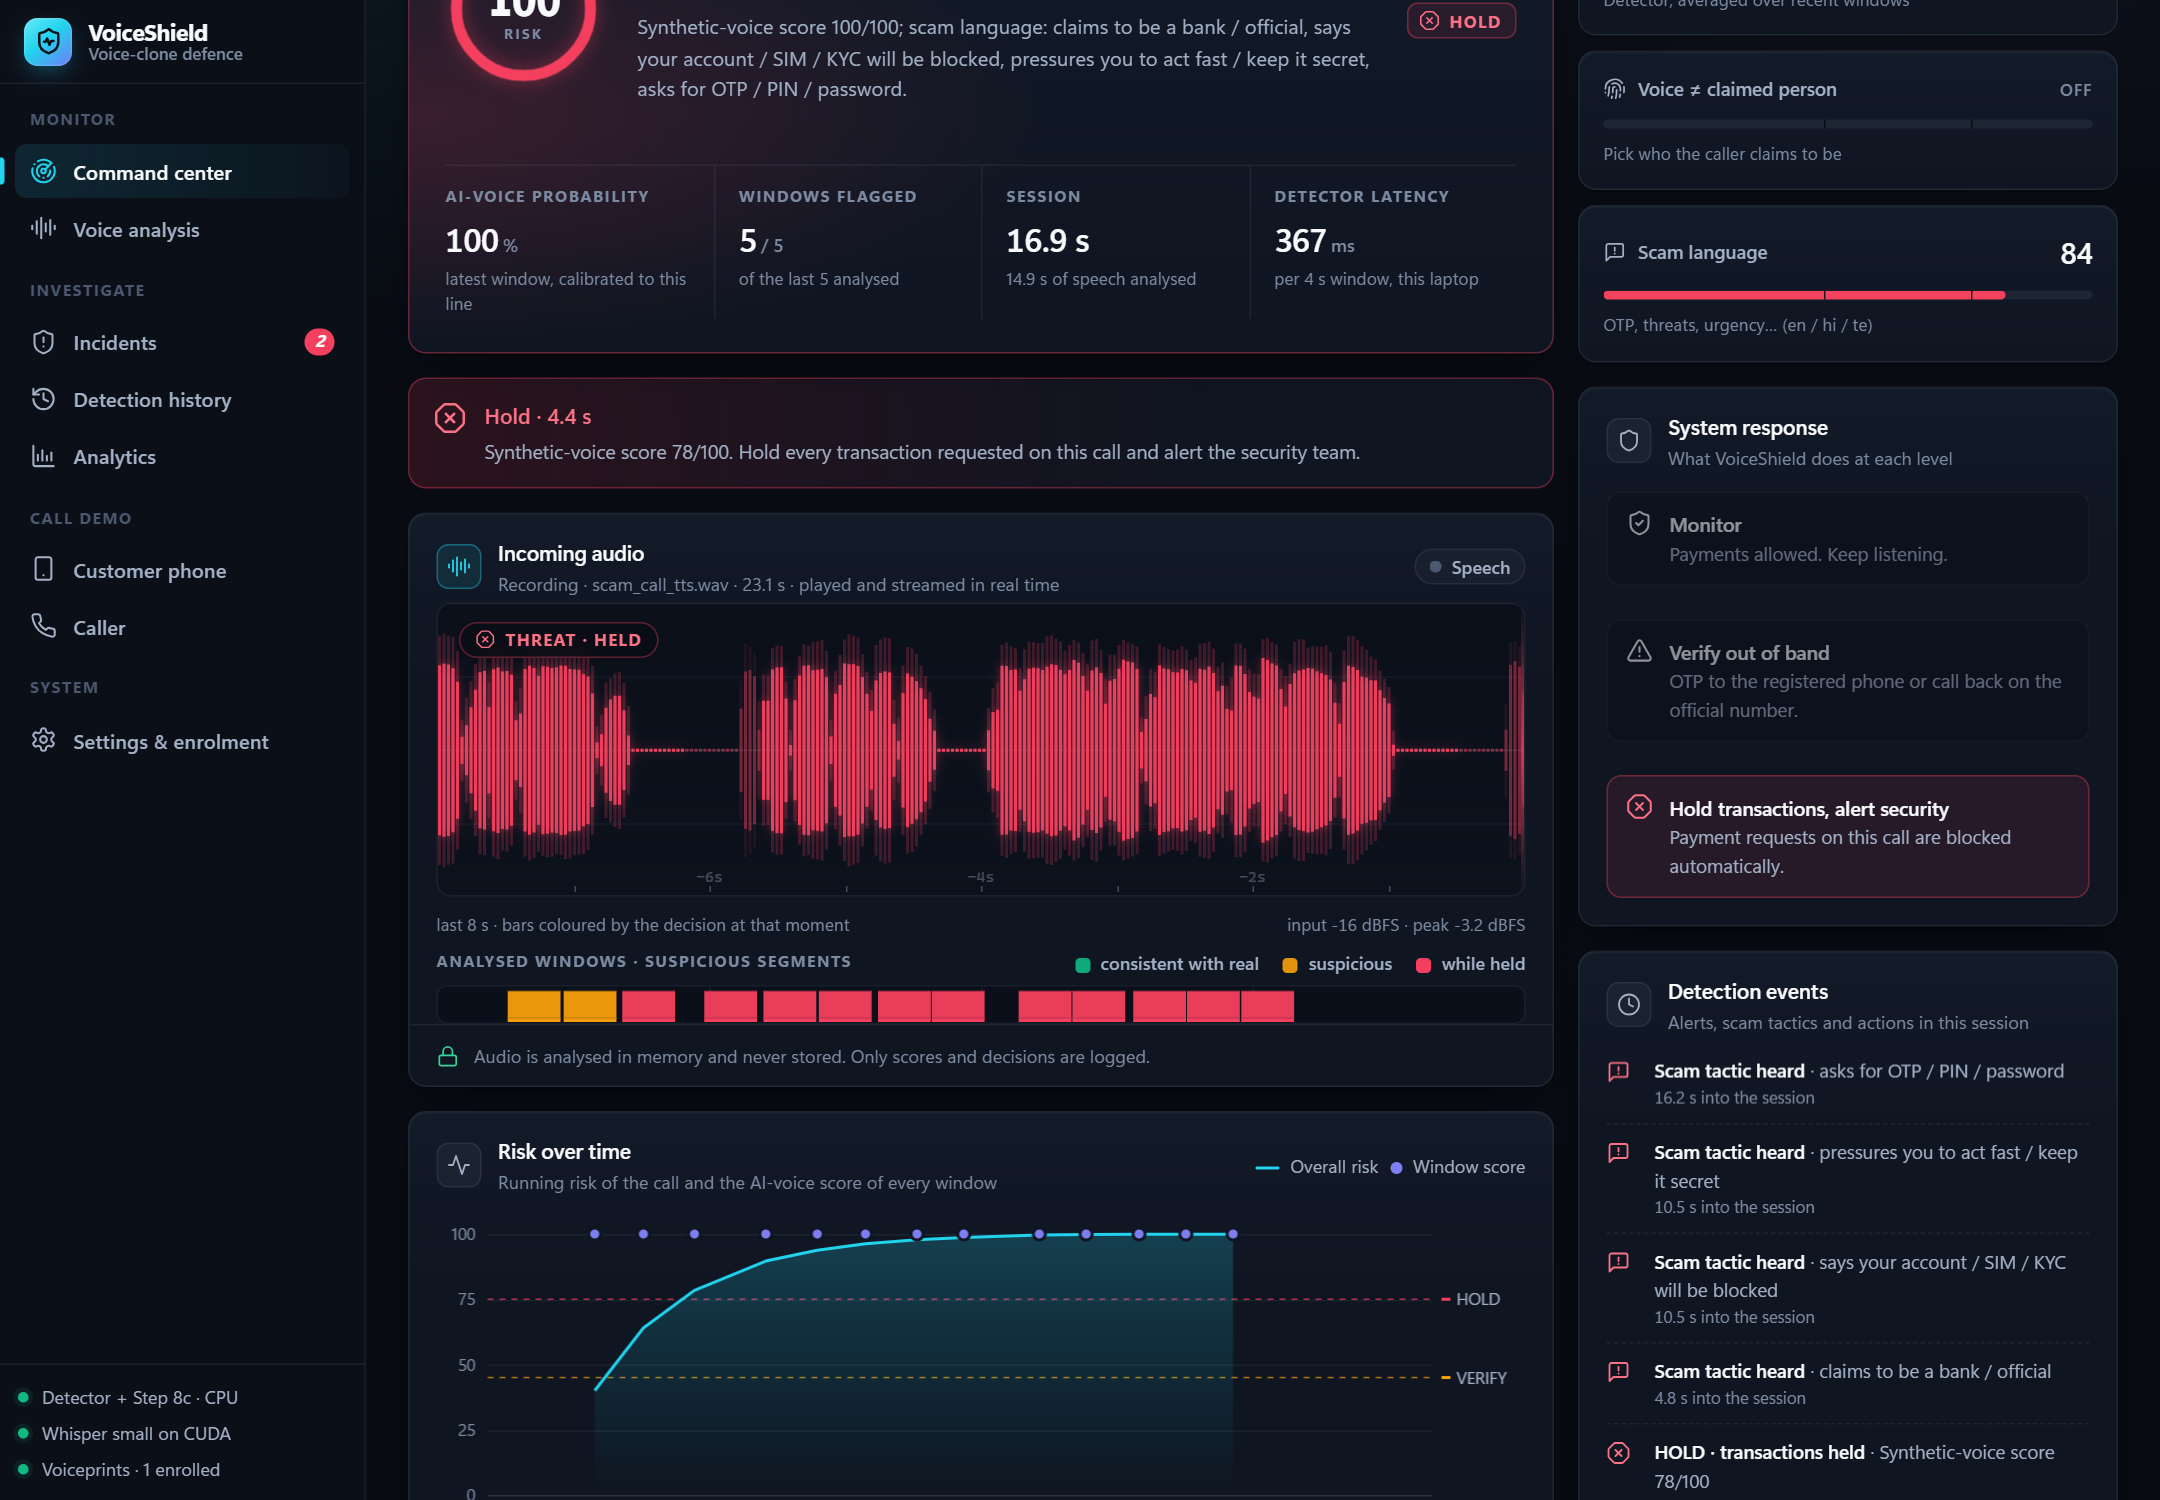 VoiceShield
Voice-clone defence
MONITOR
Command center
Voice analysis
INVESTIGATE
Incidents
2
Detection history
Analytics
CALL DEMO
Customer phone
Caller
SYSTEM
Settings & enrolment
Detector + Step 8c · CPU
Whisper small on CUDA
Voiceprints · 1 enrolled
100
RISK
Synthetic-voice score 100/100; scam language: claims to be a bank / official, says
your account / SIM / KYC will be blocked, pressures you to act fast / keep it secret,
asks for OTP / PIN / password.
HOLD
AI-VOICE PROBABILITY
100 %
latest window, calibrated to this
line
WINDOWS FLAGGED
5 / 5
of the last 5 analysed
SESSION
16.9 s
14.9 s of speech analysed
DETECTOR LATENCY
367 ms
per 4 s window, this laptop
Hold · 4.4 s
Synthetic-voice score 78/100. Hold every transaction requested on this call and alert the security team.
Incoming audio
Recording · scam_call_tts.wav · 23.1 s · played and streamed in real time
Speech
THREAT · HELD
−6s
−4s
−2s
last 8 s · bars coloured by the decision at that moment
input -16 dBFS · peak -3.2 dBFS
ANALYSED WINDOWS · SUSPICIOUS SEGMENTS
consistent with real
suspicious
while held
Audio is analysed in memory and never stored. Only scores and decisions are logged.
Risk over time
Running risk of the call and the AI-voice score of every window
Overall risk
Window score
100
75
50
25
0
HOLD
VERIFY
Detector, averaged over recent windows
Voice ≠ claimed person
OFF
Pick who the caller claims to be
Scam language
84
OTP, threats, urgency... (en / hi / te)
System response
What VoiceShield does at each level
Monitor
Payments allowed. Keep listening.
Verify out of band
OTP to the registered phone or call back on the
official number.
Hold transactions, alert security
Payment requests on this call are blocked
automatically.
Detection events
Alerts, scam tactics and actions in this session
Scam tactic heard · asks for OTP / PIN / password
16.2 s into the session
Scam tactic heard · pressures you to act fast / keep
it secret
10.5 s into the session
Scam tactic heard · says your account / SIM / KYC
will be blocked
10.5 s into the session
Scam tactic heard · claims to be a bank / official
4.8 s into the session
HOLD · transactions held · Synthetic-voice score
78/100